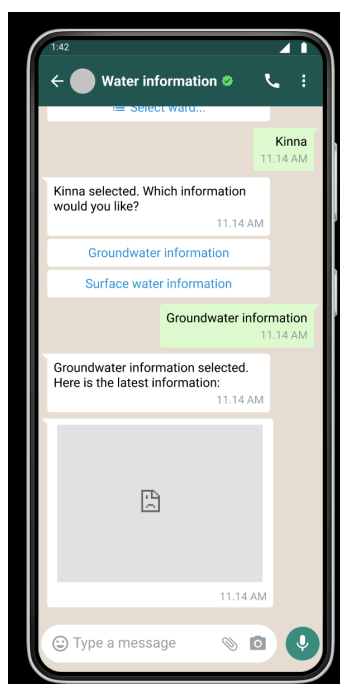 1:42
Water information
Select ward...
Kinna
11.14 AM
Kinna selected. Which information
would you like?
11.14 AM
Groundwater information
Surface water information
Groundwater information
11.14 AM
Groundwater information selected.
Here is the latest information:
11.14 AM
11.14 AM
Type a message